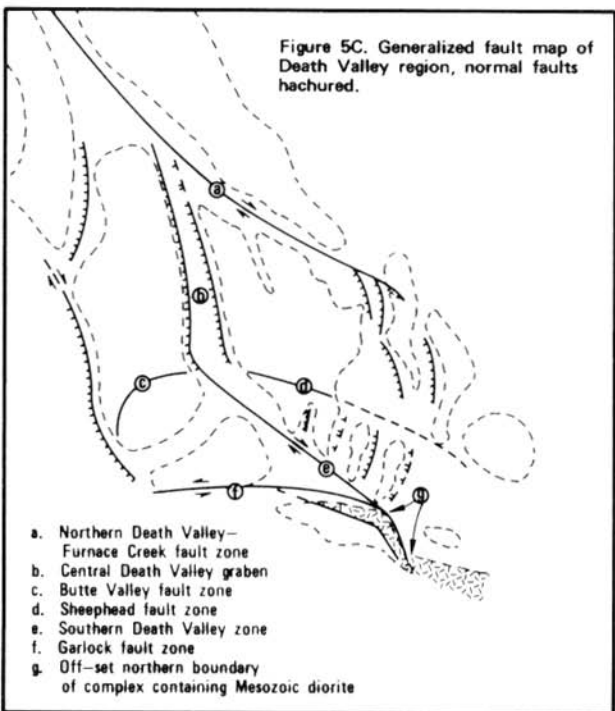 Figure 5C. Generalized fault map of
Death Valley region, normal faults
hachured.
a
b
c
d
e
f
g
a. Northern Death Valley—
Furnace Creek fault zone
b. Central Death Valley graben
c. Butte Valley fault zone
d. Sheephead fault zone
e. Southern Death Valley zone
f. Garlock fault zone
g. Off-set northern boundary
of complex containing Mesozoic diorite